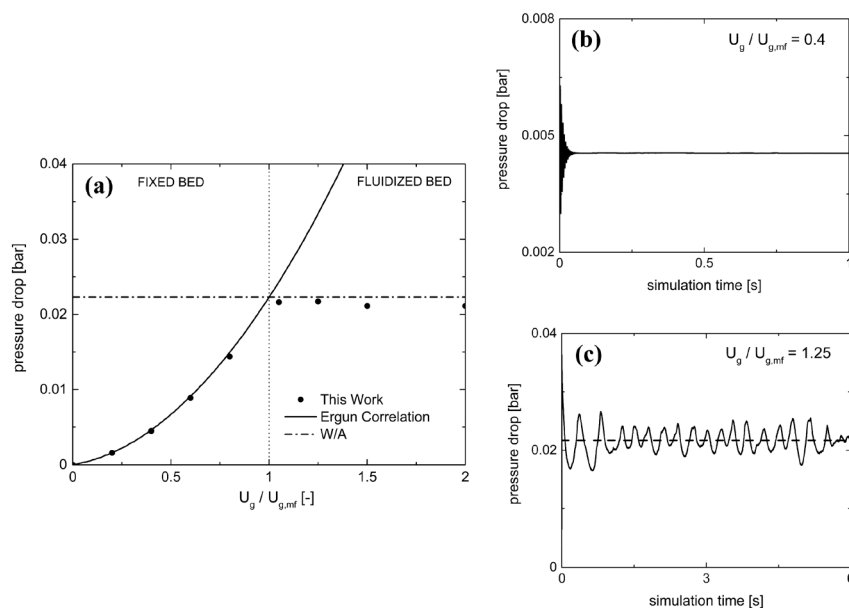 (a)
FIXED BED
FLUIDIZED BED
0.04
0.03
0.02
0.01
0
pressure drop [bar]
This Work
Ergun Correlation
W/A
0 0.5 1 1.5 2
U_g / U_g,mf [-]
(b)
U_g / U_g,mf = 0.4
0.008
0.005
0.002
pressure drop [bar]
0 0.5 1
simulation time [s]
(c)
U_g / U_g,mf = 1.25
0.04
0.02
0
pressure drop [bar]
0 3 6
simulation time [s]